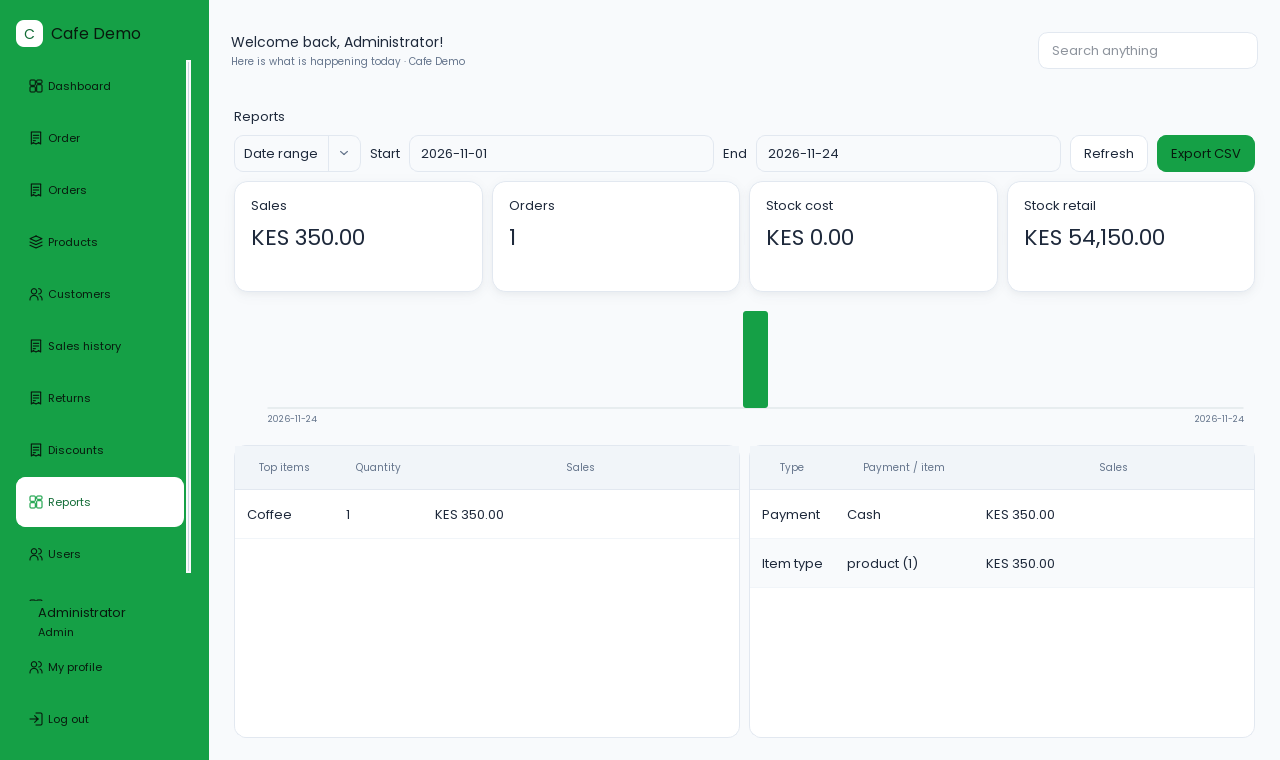 C Cafe Demo
Dashboard
Order
Orders
Products
Customers
Sales history
Returns
Discounts
Reports
Users
Administrator
Admin
My profile
Log out
Welcome back, Administrator!
Here is what is happening today · Cafe Demo
Search anything
Reports
Date range Start 2026-11-01 End 2026-11-24 Refresh Export CSV
Sales Orders Stock cost Stock retail
KES 350.00 1 KES 0.00 KES 54,150.00
2026-11-24 2026-11-24
Top items Quantity Sales
Coffee 1 KES 350.00
Type Payment / item Sales
Payment Cash KES 350.00
Item type product (1) KES 350.00